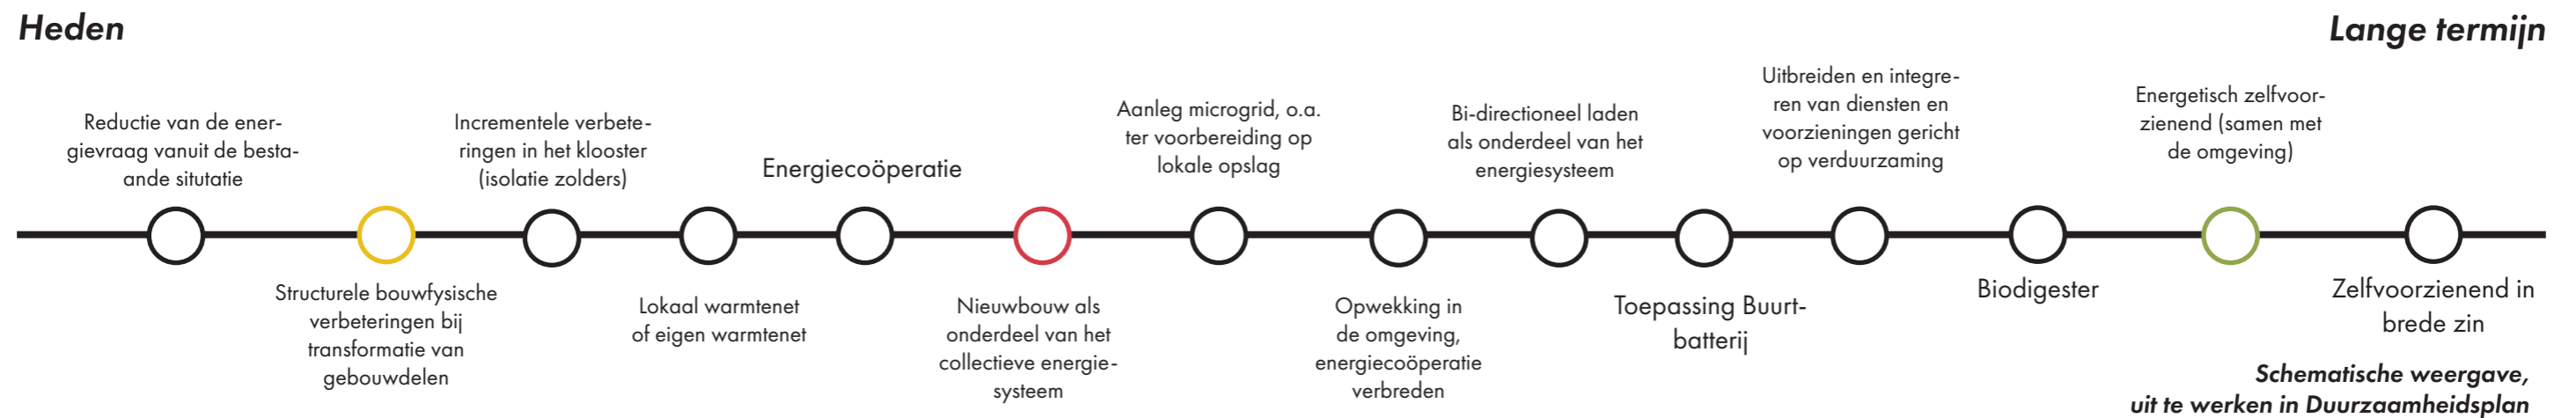 Heden
Lange termijn
Reductie van de ener-
gievraag vanuit de besta-
ande situtatie
Structurele bouwfysische
verbeteringen bij
transformatie van
gebouwdelen
Incrementele verbete-
ringen in het klooster
(isolatie zolders)
Lokaal warmtenet
of eigen warmtenet
Energiecoöperatie
Nieuwbouw als
onderdeel van het
collectieve energie-
systeem
Aanleg microgrid, o.a.
ter voorbereiding op
lokale opslag
Opwekking in
de omgeving,
energiecoöperatie
verbreden
Bi-directioneel laden
als onderdeel van het
energiesysteem
Toepassing Buurt-
batterij
Uitbreiden en integre-
ren van diensten en
voorzieningen gericht
op verduurzaming
Biodigester
Energetisch zelfvoor-
zienend (samen met
de omgeving)
Zelfvoorzienend in
brede zin
Schematische weergave,
uit te werken in Duurzaamheidsplan